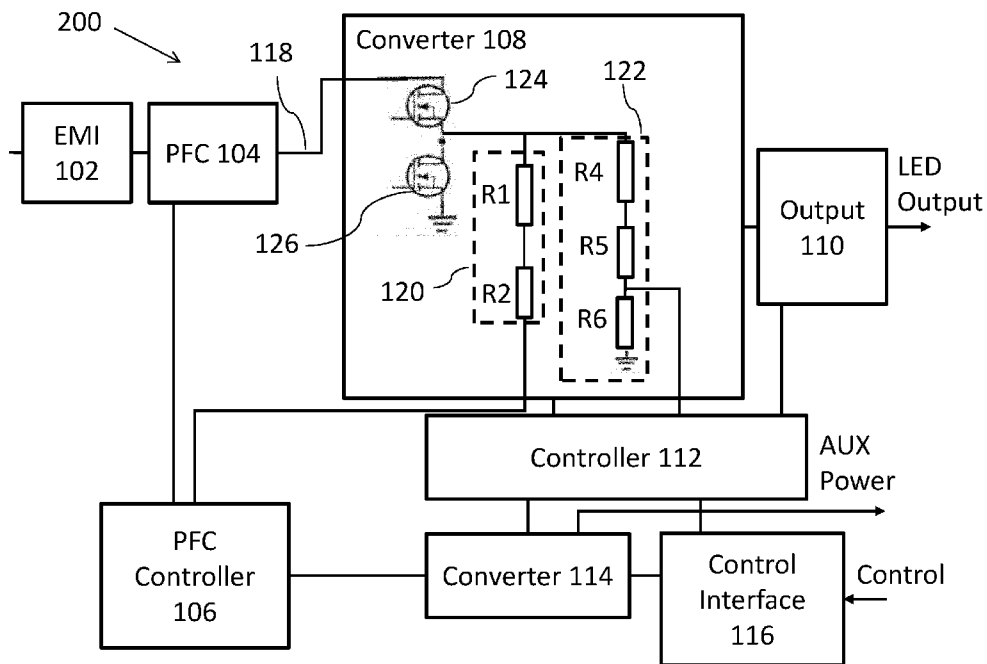 200
118
Converter 108
124
122
EMI
102
PFC 104
R1
R4
126
120
R2
R5
R6
Output
110
LED
Output
Controller 112
AUX
Power
PFC
Controller
106
Converter 114
Control
Interface
116
Control